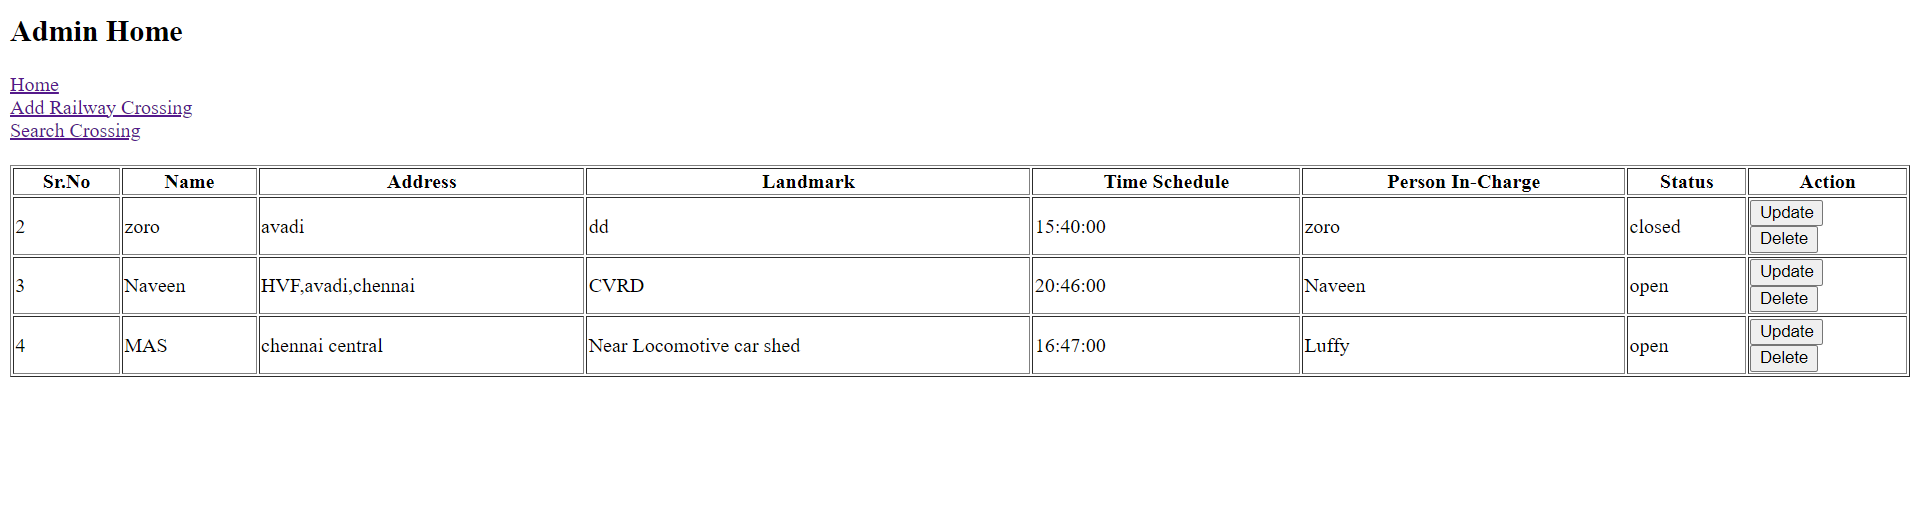 Admin Home
Home
Add Railway Crossing
Search Crossing
Sr.No Name Address Landmark Time Schedule Person In-Charge Status Action
2 zoro avadi dd 15:40:00 zoro closed Update
Delete
3 Naveen HVF,avadi,chennai CVRD 20:46:00 Naveen open Update
Delete
4 MAS chennai central Near Locomotive car shed 16:47:00 Luffy open Update
Delete